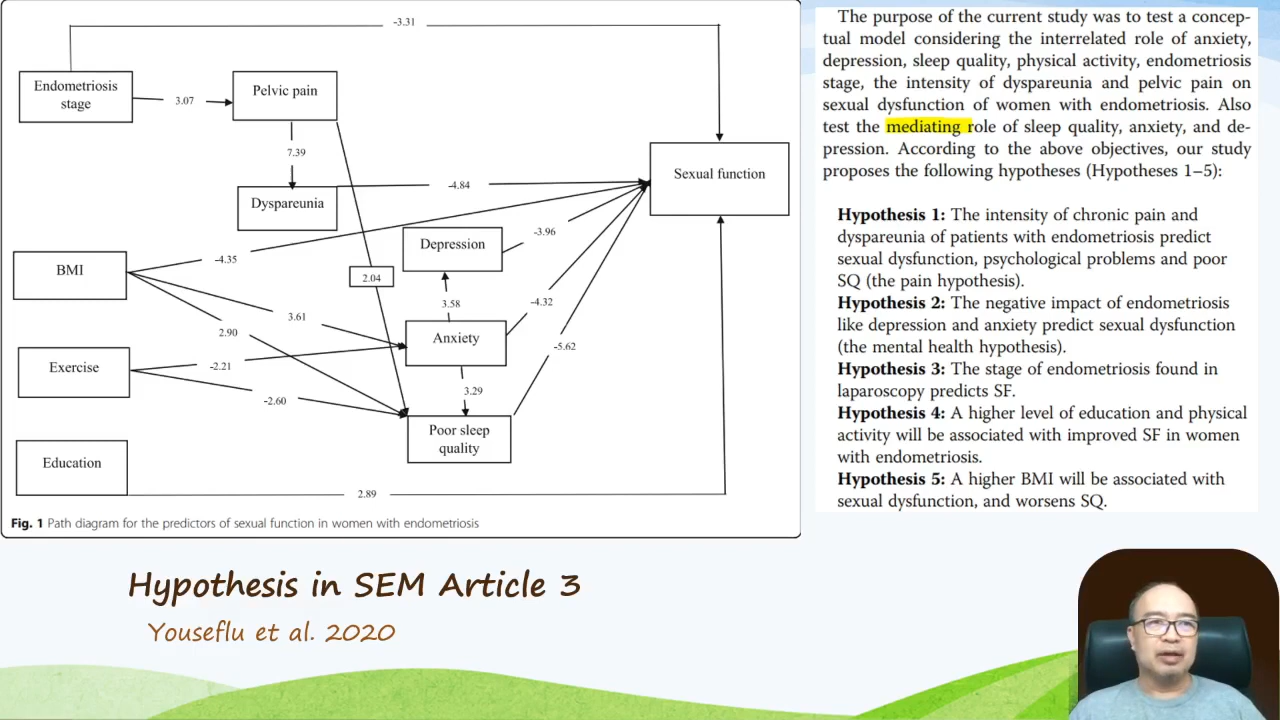 -3.31
Endometriosis
stage
3.07
Pelvic pain
7.39
Dyspareunia
-4.84
Sexual function
BMI
-4.35
Depression
-3.96
2.04
3.58
-4.32
3.61
2.90
Anxiety
-5.62
Exercise
-2.21
-2.60
3.29
Poor sleep
quality
Education
2.89
Fig. 1 Path diagram for the predictors of sexual function in women with endometriosis
The purpose of the current study was to test a concep-
tual model considering the interrelated role of anxiety,
depression, sleep quality, physical activity, endometriosis
stage, the intensity of dyspareunia and pelvic pain on
sexual dysfunction of women with endometriosis. Also
test the mediating role of sleep quality, anxiety, and de-
pression. According to the above objectives, our study
proposes the following hypotheses (Hypotheses 1–5):
Hypothesis 1: The intensity of chronic pain and
dyspareunia of patients with endometriosis predict
sexual dysfunction, psychological problems and poor
SQ (the pain hypothesis).
Hypothesis 2: The negative impact of endometriosis
like depression and anxiety predict sexual dysfunction
(the mental health hypothesis).
Hypothesis 3: The stage of endometriosis found in
laparoscopy predicts SF.
Hypothesis 4: A higher level of education and physical
activity will be associated with improved SF in women
with endometriosis.
Hypothesis 5: A higher BMI will be associated with
sexual dysfunction, and worsens SQ.
Hypothesis in SEM Article 3
Youseflu et al. 2020